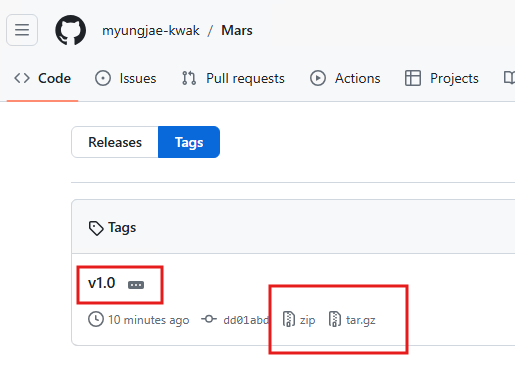 myungjae-kwak / Mars
Code Issues Pull requests Actions Projects
Releases Tags
Tags
v1.0
10 minutes ago dd01abd zip tar.gz